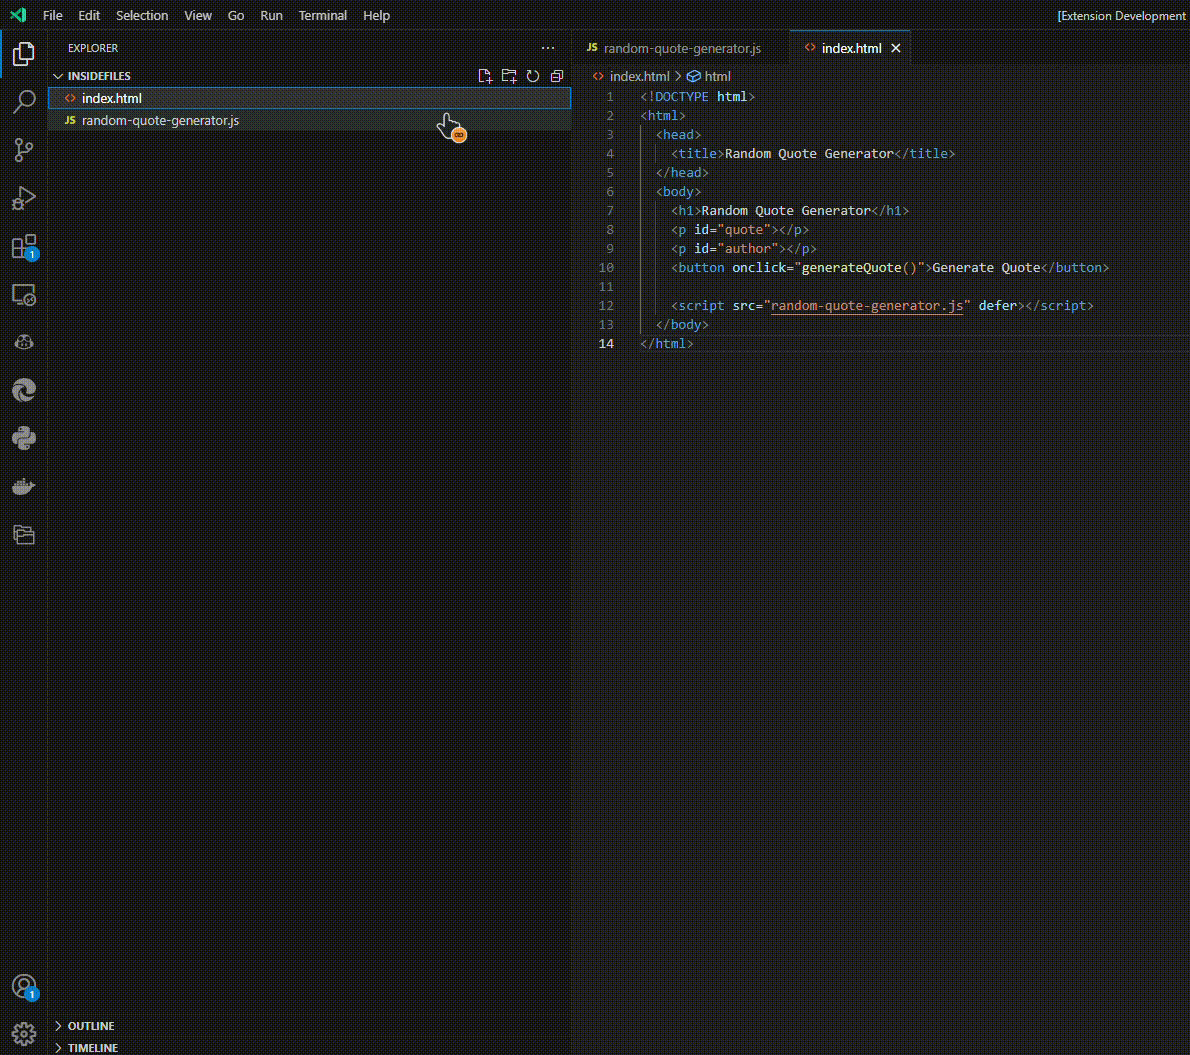 File Edit Selection View Go Run Terminal Help [Extension Development
EXPLORER
INSIDEFILES
index.html
JS random-quote-generator.js
1
1
OUTLINE
TIMELINE
JS random-quote-generator.js <> index.html
<> index.html > html
1 <!DOCTYPE html>
2 <html>
3 <head>
4 <title>Random Quote Generator</title>
5 </head>
6 <body>
7 <h1>Random Quote Generator</h1>
8 <p id="quote"></p>
9 <p id="author"></p>
10 <button onclick="generateQuote()">Generate Quote</button>
11
12 <script src="random-quote-generator.js" defer></script>
13 </body>
14 </html>